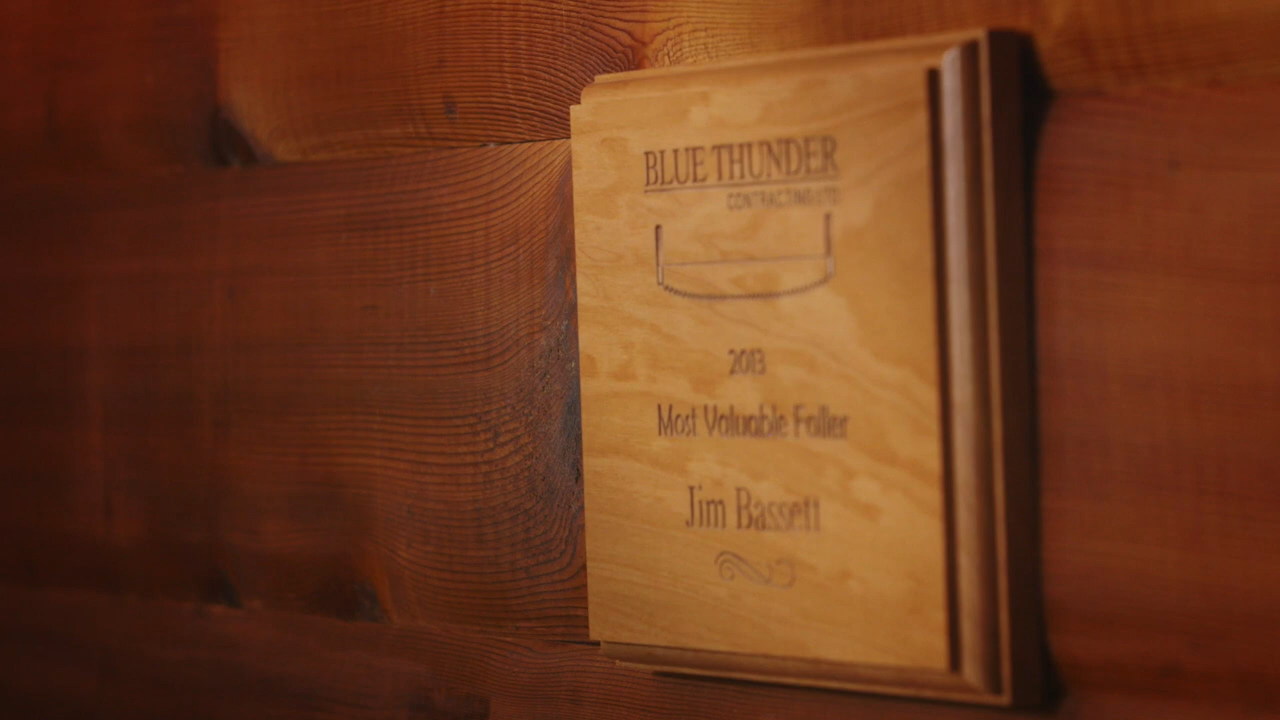 BLUE THUNDER
CONTRACTING LTD
2013
Most Valuable Faller
Jim Bassett